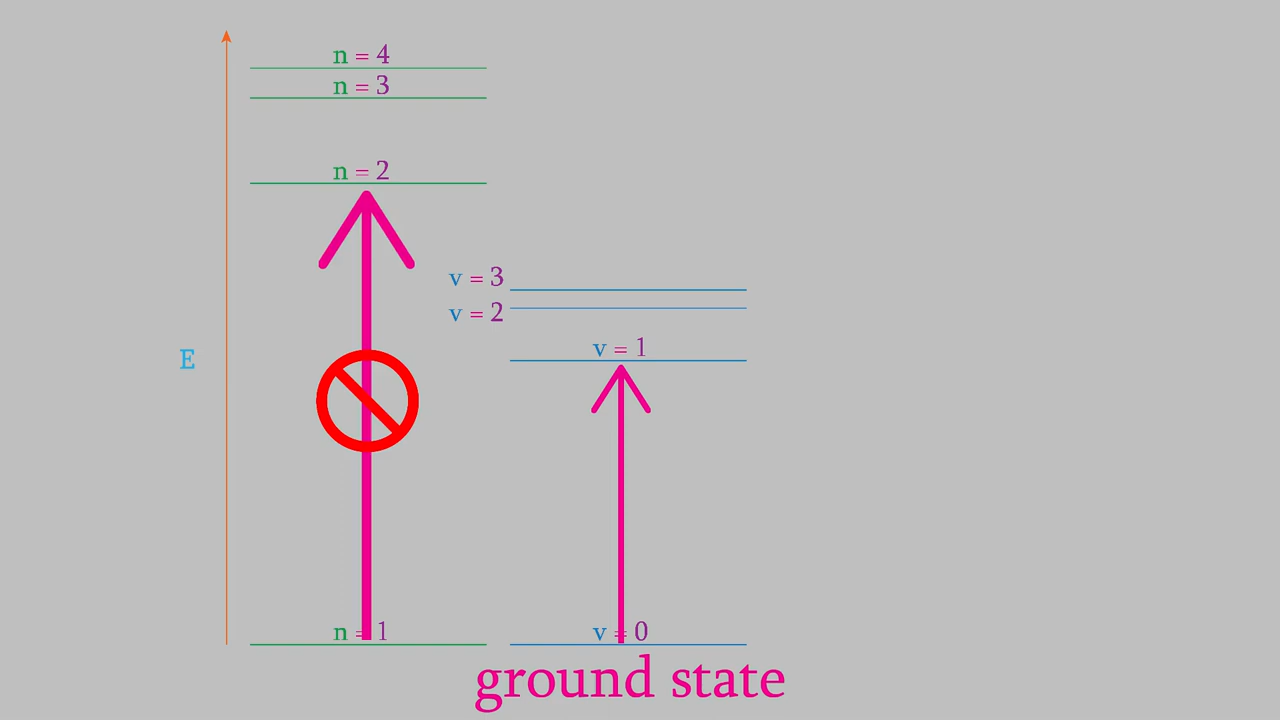 n = 4
n = 3
n = 2
v = 3
v = 2
v = 1
E
n = 1
v = 0
ground state